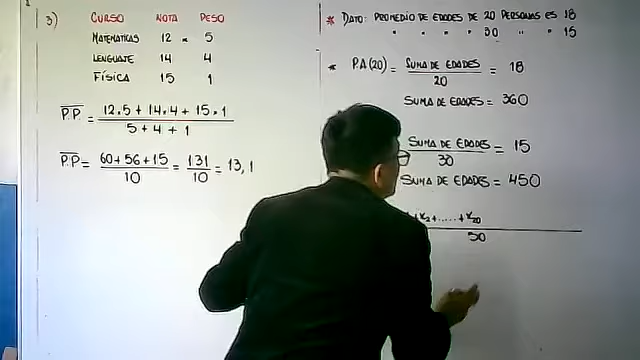 3) CURSO NOTA PESO
MATEMATICAS 12 5
LENGUAJE 14 4
FÍSICA 15 1
P.P = 12.5 + 14.4 + 15.1
5 + 4 + 1
P.P = 60+56+15 = 131 = 13,1
10 10
* DATO: PROMEDIO DE EDADES DE 20 PERSONAS ES 18
" " " 30 " " 15
* P.A (20) = SUMA DE EDADES = 18
20
SUMA DE EDADES = 360
SUMA DE EDADES = 15
30
SUMA DE EDADES = 450
+ x2 + ..... + x20
50